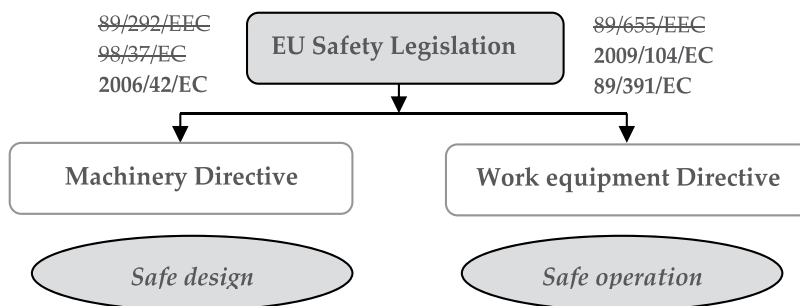 89/292/EEC
98/37/EC
2006/42/EC
EU Safety Legislation
89/655/EEC
2009/104/EC
89/391/EC
Machinery Directive
Work equipment Directive
Safe design
Safe operation